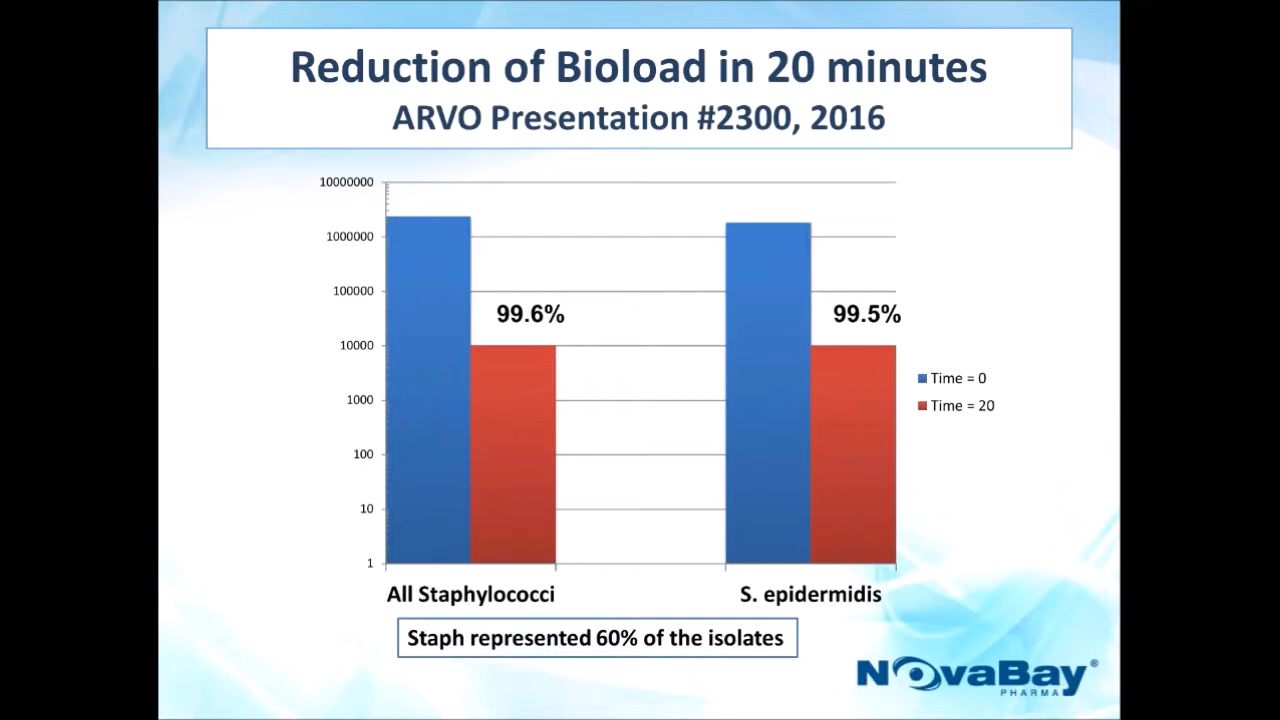 Reduction of Bioload in 20 minutes
ARVO Presentation #2300, 2016
10000000
1000000
100000
10000
1000
100
10
1
99.6%
99.5%
Time = 0
Time = 20
All Staphylococci
S. epidermidis
Staph represented 60% of the isolates
NovaBay®
PHARMA